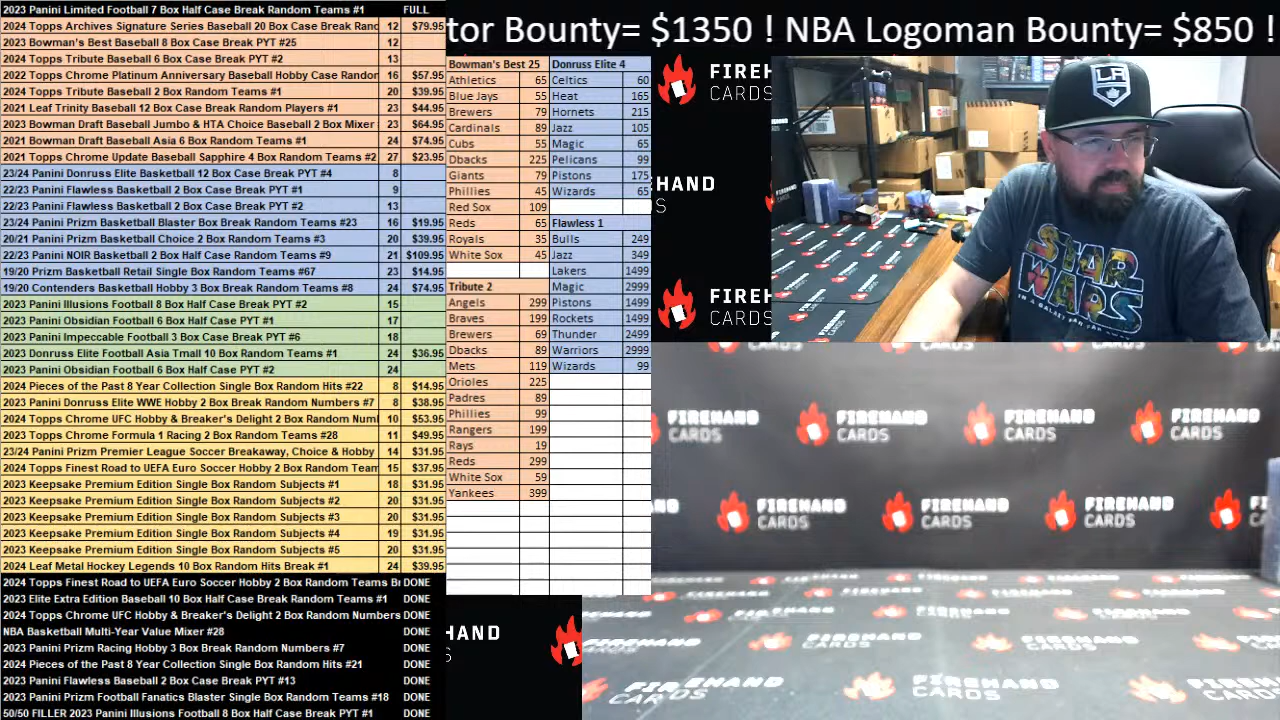 2023 Panini Limited Football 7 Box Half Case Break Random Teams #1 FULL
2024 Topps Archives Signature Series Baseball 20 Box Case Break Rand 12 $79.95
2023 Bowman's Best Baseball 8 Box Case Break PYT #25 12
2024 Topps Tribute Baseball 6 Box Case Break PYT #2 13
2022 Topps Chrome Platinum Anniversary Baseball Hobby Case Randor 16 $57.95
2024 Topps Tribute Baseball 2 Box Random Teams #1 20 $39.95
2021 Leaf Trinity Baseball 12 Box Case Break Random Players #1 23 $44.95
2023 Bowman Draft Baseball Jumbo & HTA Choice Baseball 2 Box Mixer 23 $64.95
2021 Bowman Draft Baseball Asia 6 Box Random Teams #1 24 $74.95
2021 Topps Chrome Update Baseball Sapphire 4 Box Random Teams #2 27 $23.95
23/24 Panini Donruss Elite Basketball 12 Box Case Break PYT #4 8
22/23 Panini Flawless Basketball 2 Box Case Break PYT #1 9
22/23 Panini Flawless Basketball 2 Box Case Break PYT #2 13
23/24 Panini Prizm Basketball Blaster Box Break Random Teams #23 16 $19.95
20/21 Panini Prizm Basketball Choice 2 Box Random Teams #3 20 $39.95
22/23 Panini NOIR Basketball 2 Box Random Teams #9 21 $109.95
19/20 Prizm Basketball Retail Single Box Random Teams #67 23 $14.95
19/20 Contenders Basketball Hobby 3 Box Break Random Teams #8 24 $74.95
2023 Panini Illusions Football 8 Box Half Case Break PYT #2 15
2023 Panini Obsidian Football 6 Box Half Case PYT #1 17
2023 Panini Impeccable Football 3 Box Case Break PYT #6 18
2023 Donruss Elite Football Asia Tmall 10 Box Random Teams #1 24 $36.95
2023 Panini Obsidian Football 6 Box Half Case PYT #2 24
2024 Pieces of the Past 8 Year Collection Single Box Random Hits #22 8 $14.95
2023 Panini Donruss Elite WWE Hobby 2 Box Break Random Numbers #7 8 $38.95
2024 Topps Chrome UFC Hobby & Breaker's Delight 2 Box Random Numl 10 $53.95
2023 Topps Chrome Formula 1 Racing 2 Box Random Teams #28 11 $49.95
23/24 Panini Prizm Premier League Soccer Breakaway, Choice & Hobby 14 $31.95
2024 Topps Finest Road to UEFA Euro Soccer Hobby 2 Box Random Team 15 $37.95
2023 Keepsake Premium Edition Single Box Random Subjects #1 18 $31.95
2023 Keepsake Premium Edition Single Box Random Subjects #2 20 $31.95
2023 Keepsake Premium Edition Single Box Random Subjects #3 20 $31.95
2023 Keepsake Premium Edition Single Box Random Subjects #4 19 $31.95
2023 Keepsake Premium Edition Single Box Random Subjects #5 20 $31.95
2024 Leaf Metal Hockey Legends 10 Box Random Hits Break #1 24 $39.95
2024 Topps Finest Road to UEFA Euro Soccer Hobby 2 Box Random Teams Br DONE
2023 Elite Extra Edition Baseball 10 Box Half Case Break Random Teams #1 DONE
2024 Topps Chrome UFC Hobby & Breaker's Delight 2 Box Random Numbers DONE
NBA Basketball Multi-Year Value Mixer #28 DONE
2023 Panini Prizm Racing Hobby 3 Box Break Random Numbers #7 DONE
2024 Pieces of the Past 8 Year Collection Single Box Random Hits #21 DONE
2023 Panini Flawless Baseball 2 Box Case Break PYT #13 DONE
2023 Panini Prizm Football Fanatics Blaster Single Box Random Teams #18 DONE
50/50 FILLER 2023 Panini Illusions Football 8 Box Half Case Break PYT #1 DONE
tor Bounty= $1350 ! NBA Logoman Bounty= $850 !
Bowman's Best 25
Athletics 65
Blue Jays 55
Brewers 79
Cardinals 89
Cubs 55
Dbacks 225
Giants 79
Phillies 45
Red Sox 109
Reds 65
Royals 35
White Sox 45
Tribute 2
Angels 299
Braves 199
Brewers 69
Dbacks 89
Mets 119
Orioles 225
Padres 89
Phillies 99
Rangers 199
Rays 19
Reds 299
White Sox 59
Yankees 399
Donruss Elite 4
Celtics 60
Heat 165
Hornets 215
Jazz 105
Magic 65
Pelicans 99
Pistons 175
Wizards 65
Flawless 1
Bulls 249
Jazz 349
Lakers 1499
Magic 2999
Pistons 1499
Rockets 1499
Thunder 2499
Warriors 2999
Wizards 99
FIREH
CARDS
HAND
S
FIREH
CARDS
HAND
LA
STAR
WARS
FIREHAND
CARDS
FIREHAND
CARDS
FIREHAND
CARDS
FIREHAND
CARDS
FIREHAND
CARDS
FIREHAND
CARDS
FIREHAND
CARDS